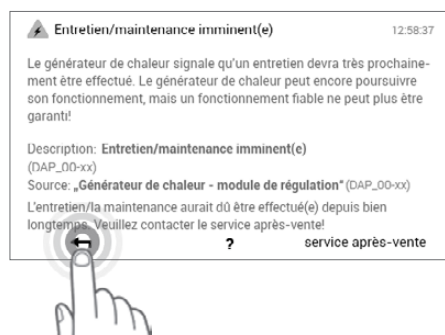 Entretien/maintenance imminent(e) 12:58:37
Le générateur de chaleur signale qu'un entretien devra très prochaine-
ment être effectué. Le générateur de chaleur peut encore poursuivre
son fonctionnement, mais un fonctionnement fiable ne peut plus être
garanti!
Description: Entretien/maintenance imminent(e)
(DAP_00-xx)
Source: „Générateur de chaleur - module de régulation" (DAP_00-xx)
L'entretien/la maintenance aurait dû être effectué(e) depuis bien
longtemps. Veuillez contacter le service après-vente!
? service après-vente